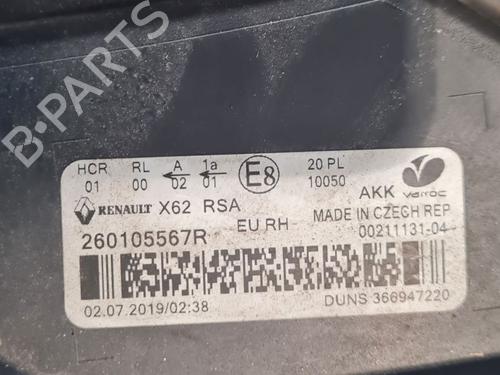 HCR RL A 1a 20 PL
01 00 02 01 E8 10050 AKK varroc
RENAULT X62 RSA EU RH MADE IN CZECH REP
260105567R 00211131-04
02.07.2019/02:38 DUNS 366947220
B-PARTS